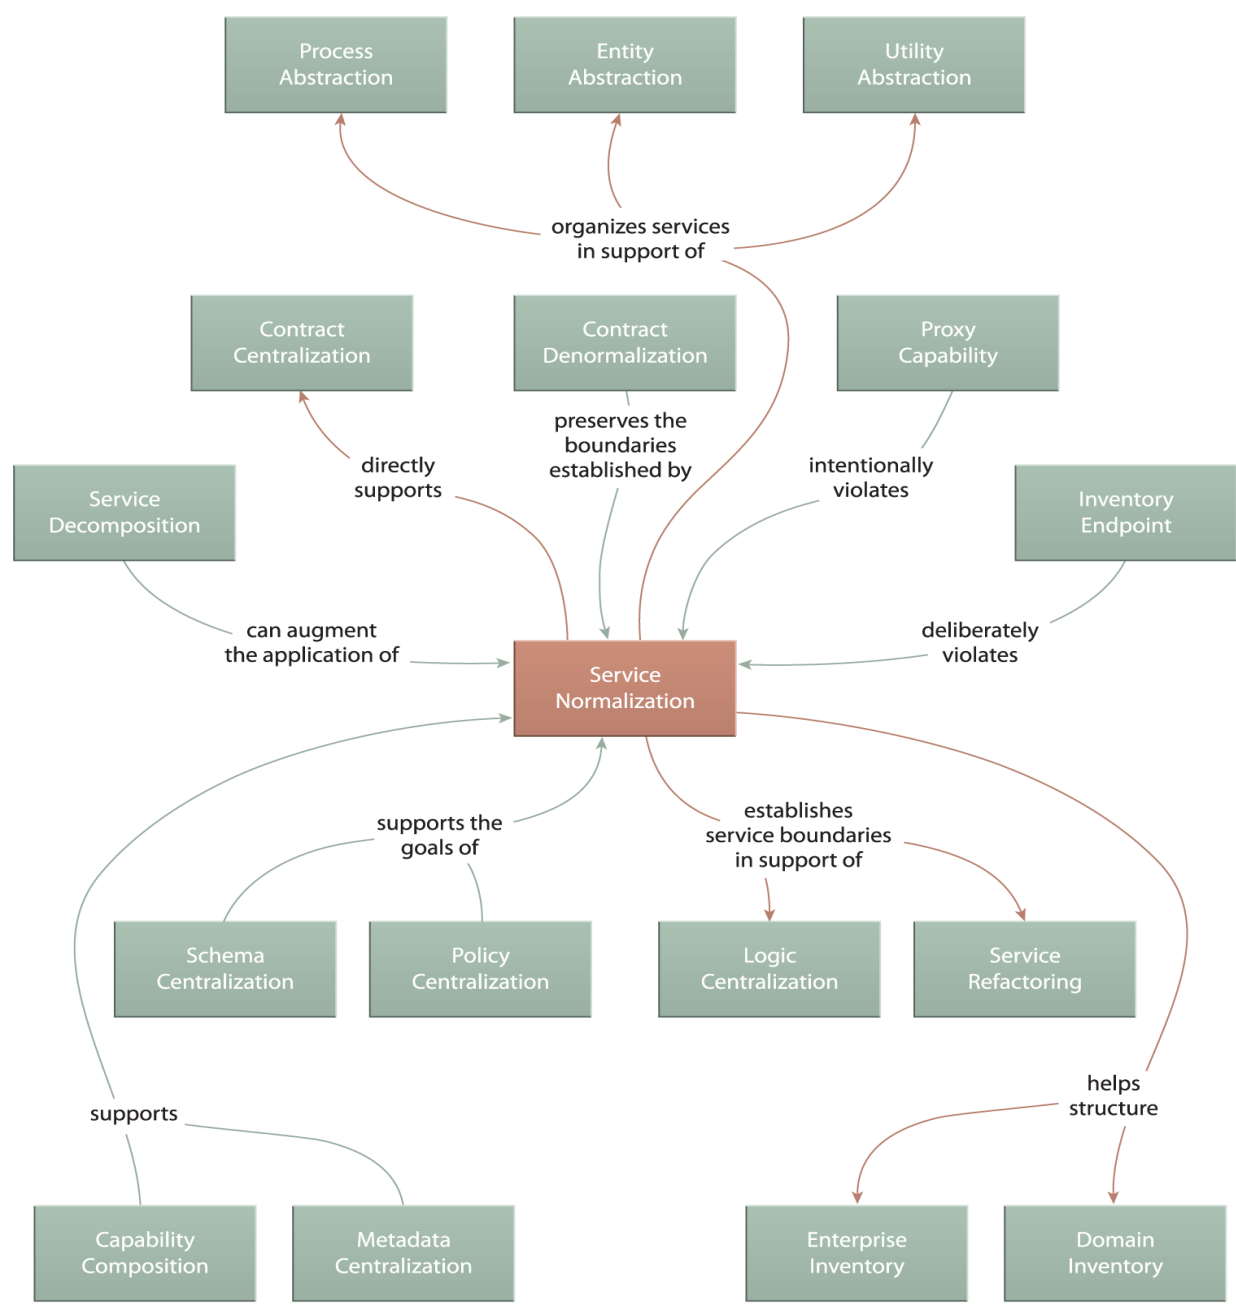 Process
Abstraction
Entity
Abstraction
Utility
Abstraction
organizes services
in support of
Contract
Centralization
Contract
Denormalization
Proxy
Capability
preserves the
boundaries
established by
directly
supports
intentionally
violates
Service
Decomposition
Inventory
Endpoint
can augment
the application of
deliberately
violates
Service
Normalization
supports the
goals of
establishes
service boundaries
in support of
Schema
Centralization
Policy
Centralization
Logic
Centralization
Service
Refactoring
helps
structure
supports
Capability
Composition
Metadata
Centralization
Enterprise
Inventory
Domain
Inventory